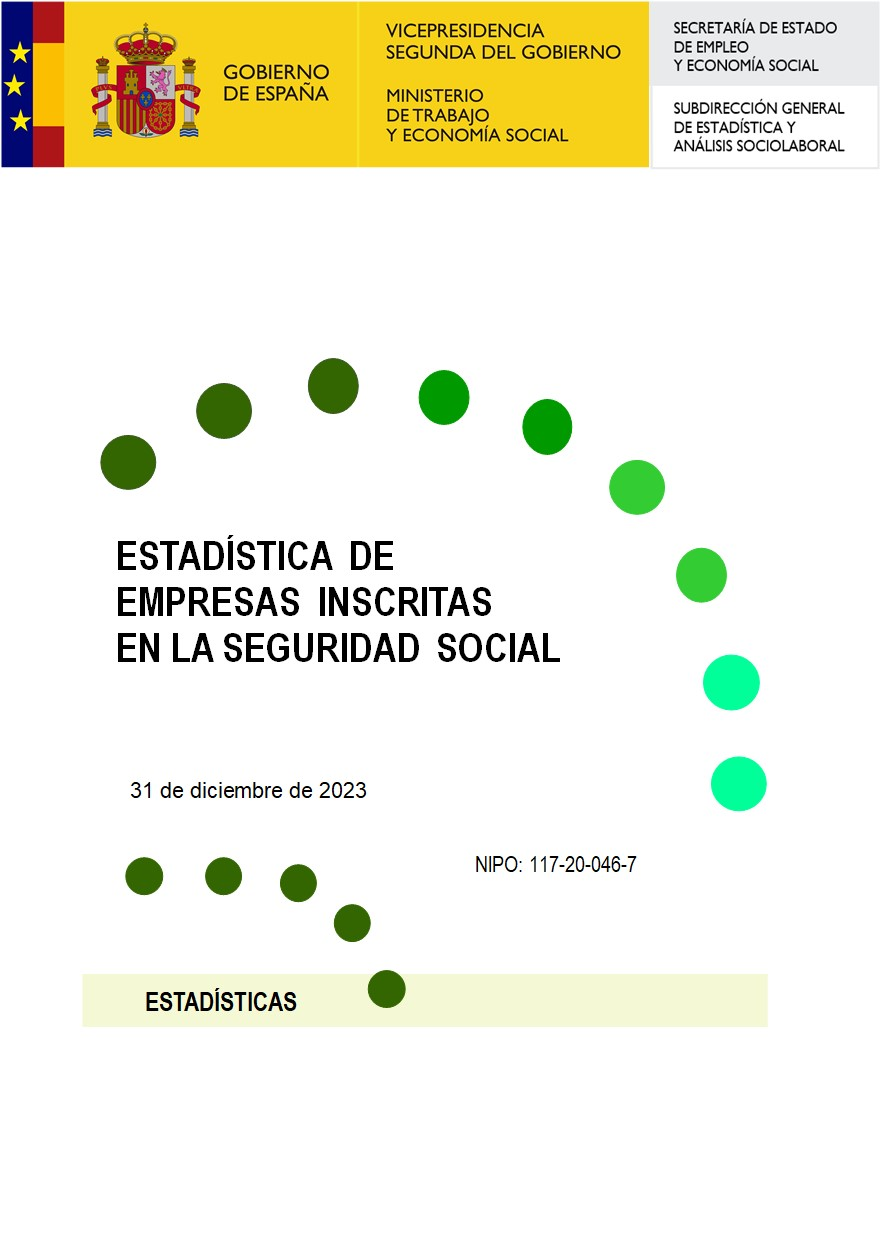 GOBIERNO
DE ESPAÑA
VICEPRESIDENCIA
SEGUNDA DEL GOBIERNO
MINISTERIO
DE TRABAJO
Y ECONOMÍA SOCIAL
SECRETARÍA DE ESTADO
DE EMPLEO
Y ECONOMÍA SOCIAL
SUBDIRECCIÓN GENERAL
DE ESTADÍSTICA Y
ANÁLISIS SOCIOLABORAL
ESTADÍSTICA DE
EMPRESAS INSCRITAS
EN LA SEGURIDAD SOCIAL
31 de diciembre de 2023
NIPO: 117-20-046-7
ESTADÍSTICAS